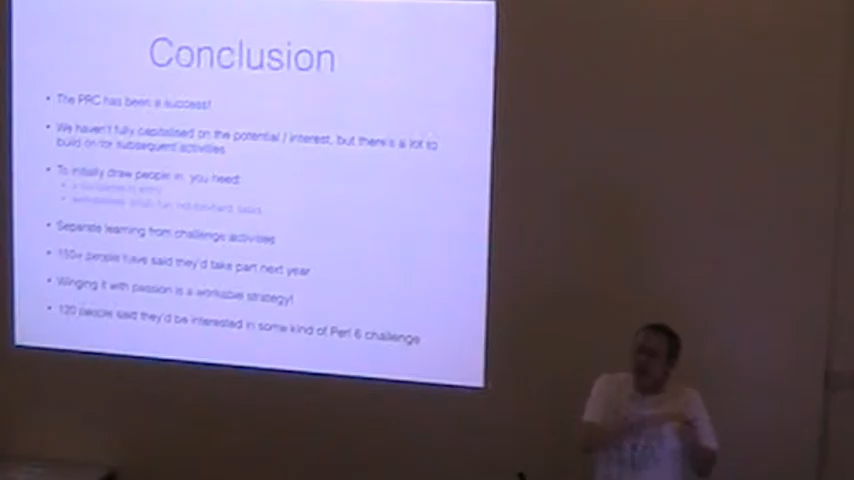 Conclusion
• The PRC has been a success!
• We haven't fully capitalised on the potential / interest, but there's a lot to
build on for subsequent activities
• To initially draw people in, you need:
• Separate learning from challenge activities
• 150+ people have said they'd take part next year
• Winging it with passion is a workable strategy!
• 120 people said they'd be interested in some kind of Perl 6 challenge